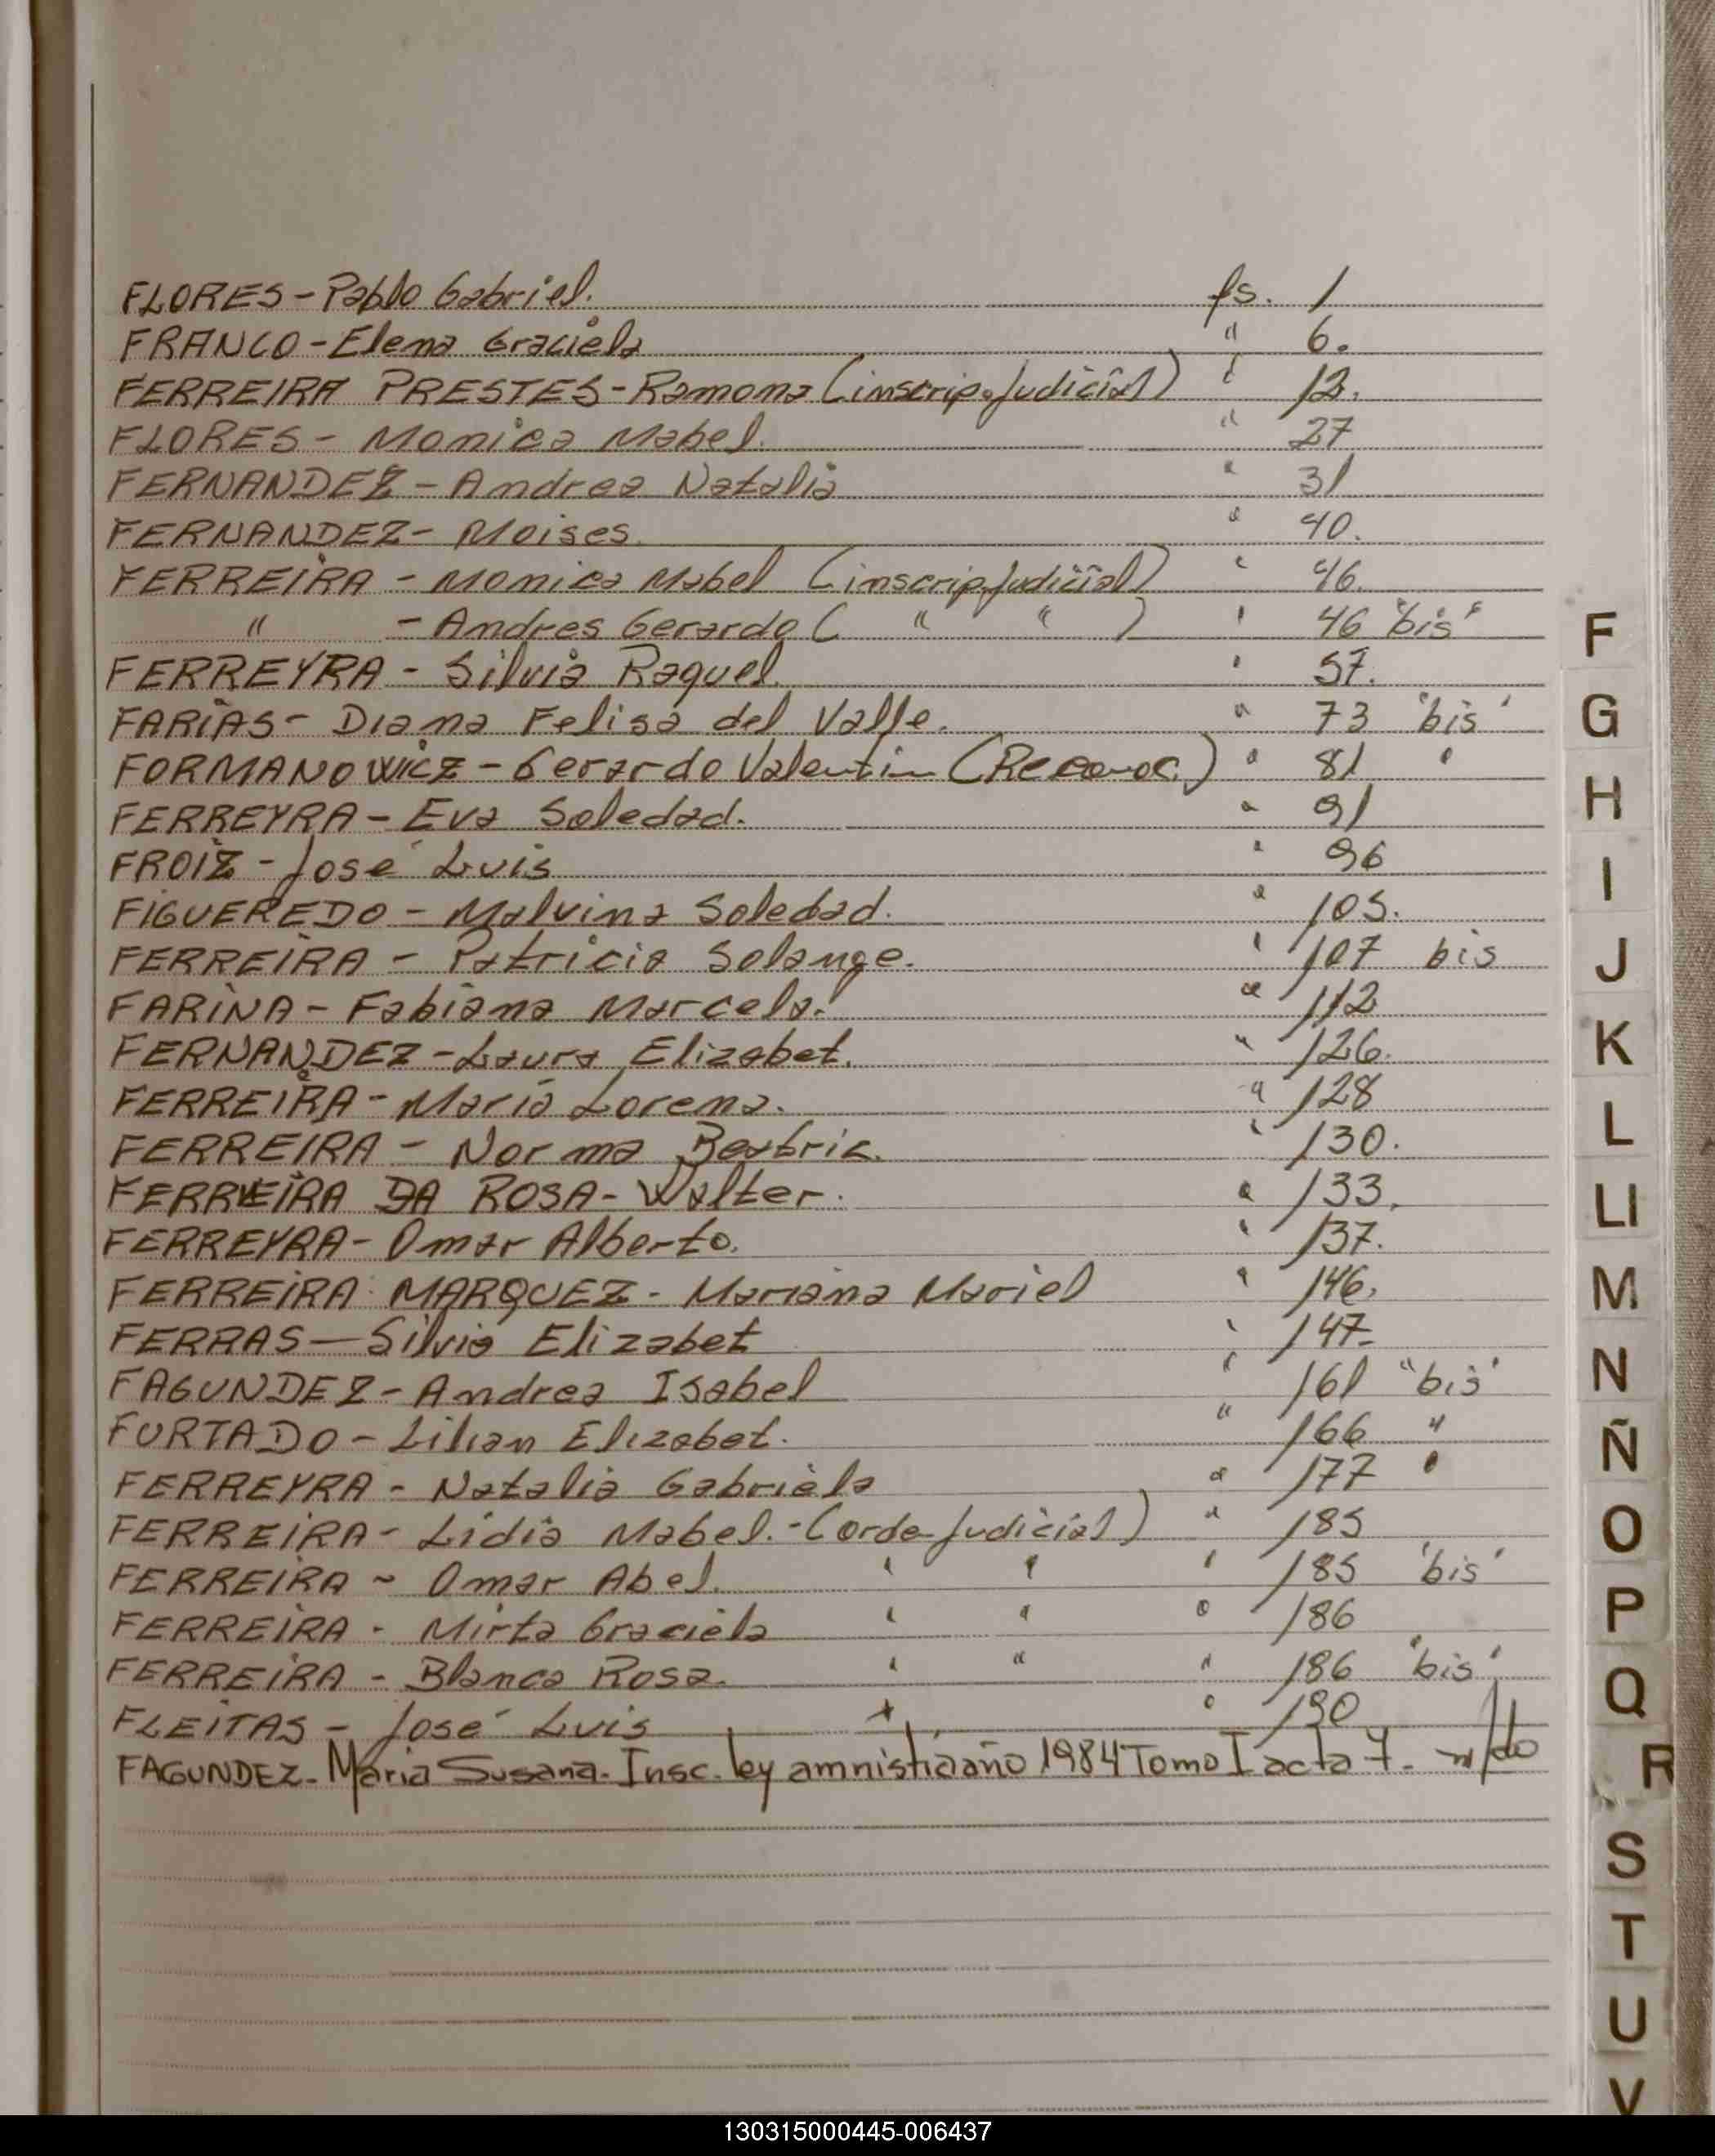 FLORES - Pablo Gabriel. fs. 1
FRANCO - Elena Graciela " 6.
FERREIRA PRESTES - Ramona (inscrip. Judicial) " 12.
FLORES - Monica Mabel. " 27
FERNANDEZ - Andrea Natalia " 31
FERNANDEZ - Moises " 40.
FERREIRA - Monica Mabel (inscrip. Judicial) " 46.
" - Andres Gerardo ( " " ) " 46 "bis"
FERREYRA - Silvia Raquel " 57.
FARIAS - Diana Felisa del Valle. " 73 "bis"
FORMANOWICZ - Gerardo Valentin (Reconoc.) " 81 "
FERREYRA - Eva Soledad. " 91
FROIZ - José Luis " 96
FIGUEREDO - Malvina Soledad. " 105.
FERREIRA - Patricia Solange. " 107 bis
FARINA - Fabiana Marcela. " 112
FERNANDEZ - Laura Elizabet. " 126.
FERREIRA - Maria Lorena. " 128
FERREIRA - Norma Beatriz. " 130.
FERREIRA DA ROSA - Walter. " 133.
FERREYRA - Omar Alberto. " 137.
FERREIRA MARQUEZ - Mariana Mariel " 146.
FERRAS - Silvia Elizabet " 147.
FAGUNDEZ - Andrea Isabel " 161 "bis"
FURTADO - Lilian Elizabet. " 166 "
FERREYRA - Natalia Gabriela " 177 "
FERREIRA - Lidia Mabel. - (orde Judicial) " 185
FERREIRA - Omar Abel. " " " 185 "bis"
FERREIRA - Mirta Graciela " " " 186
FERREIRA - Blanca Rosa. " " " 186 "bis"
FLEITAS - José Luis + " 190
FAGUNDEZ - Maria Susana - Insc. ley amnistia año 1984 Tomo I acta 7.
F
G
H
I
J
K
L
Ll
M
N
Ñ
O
P
Q
R
S
T
U
V
130315000445-006437